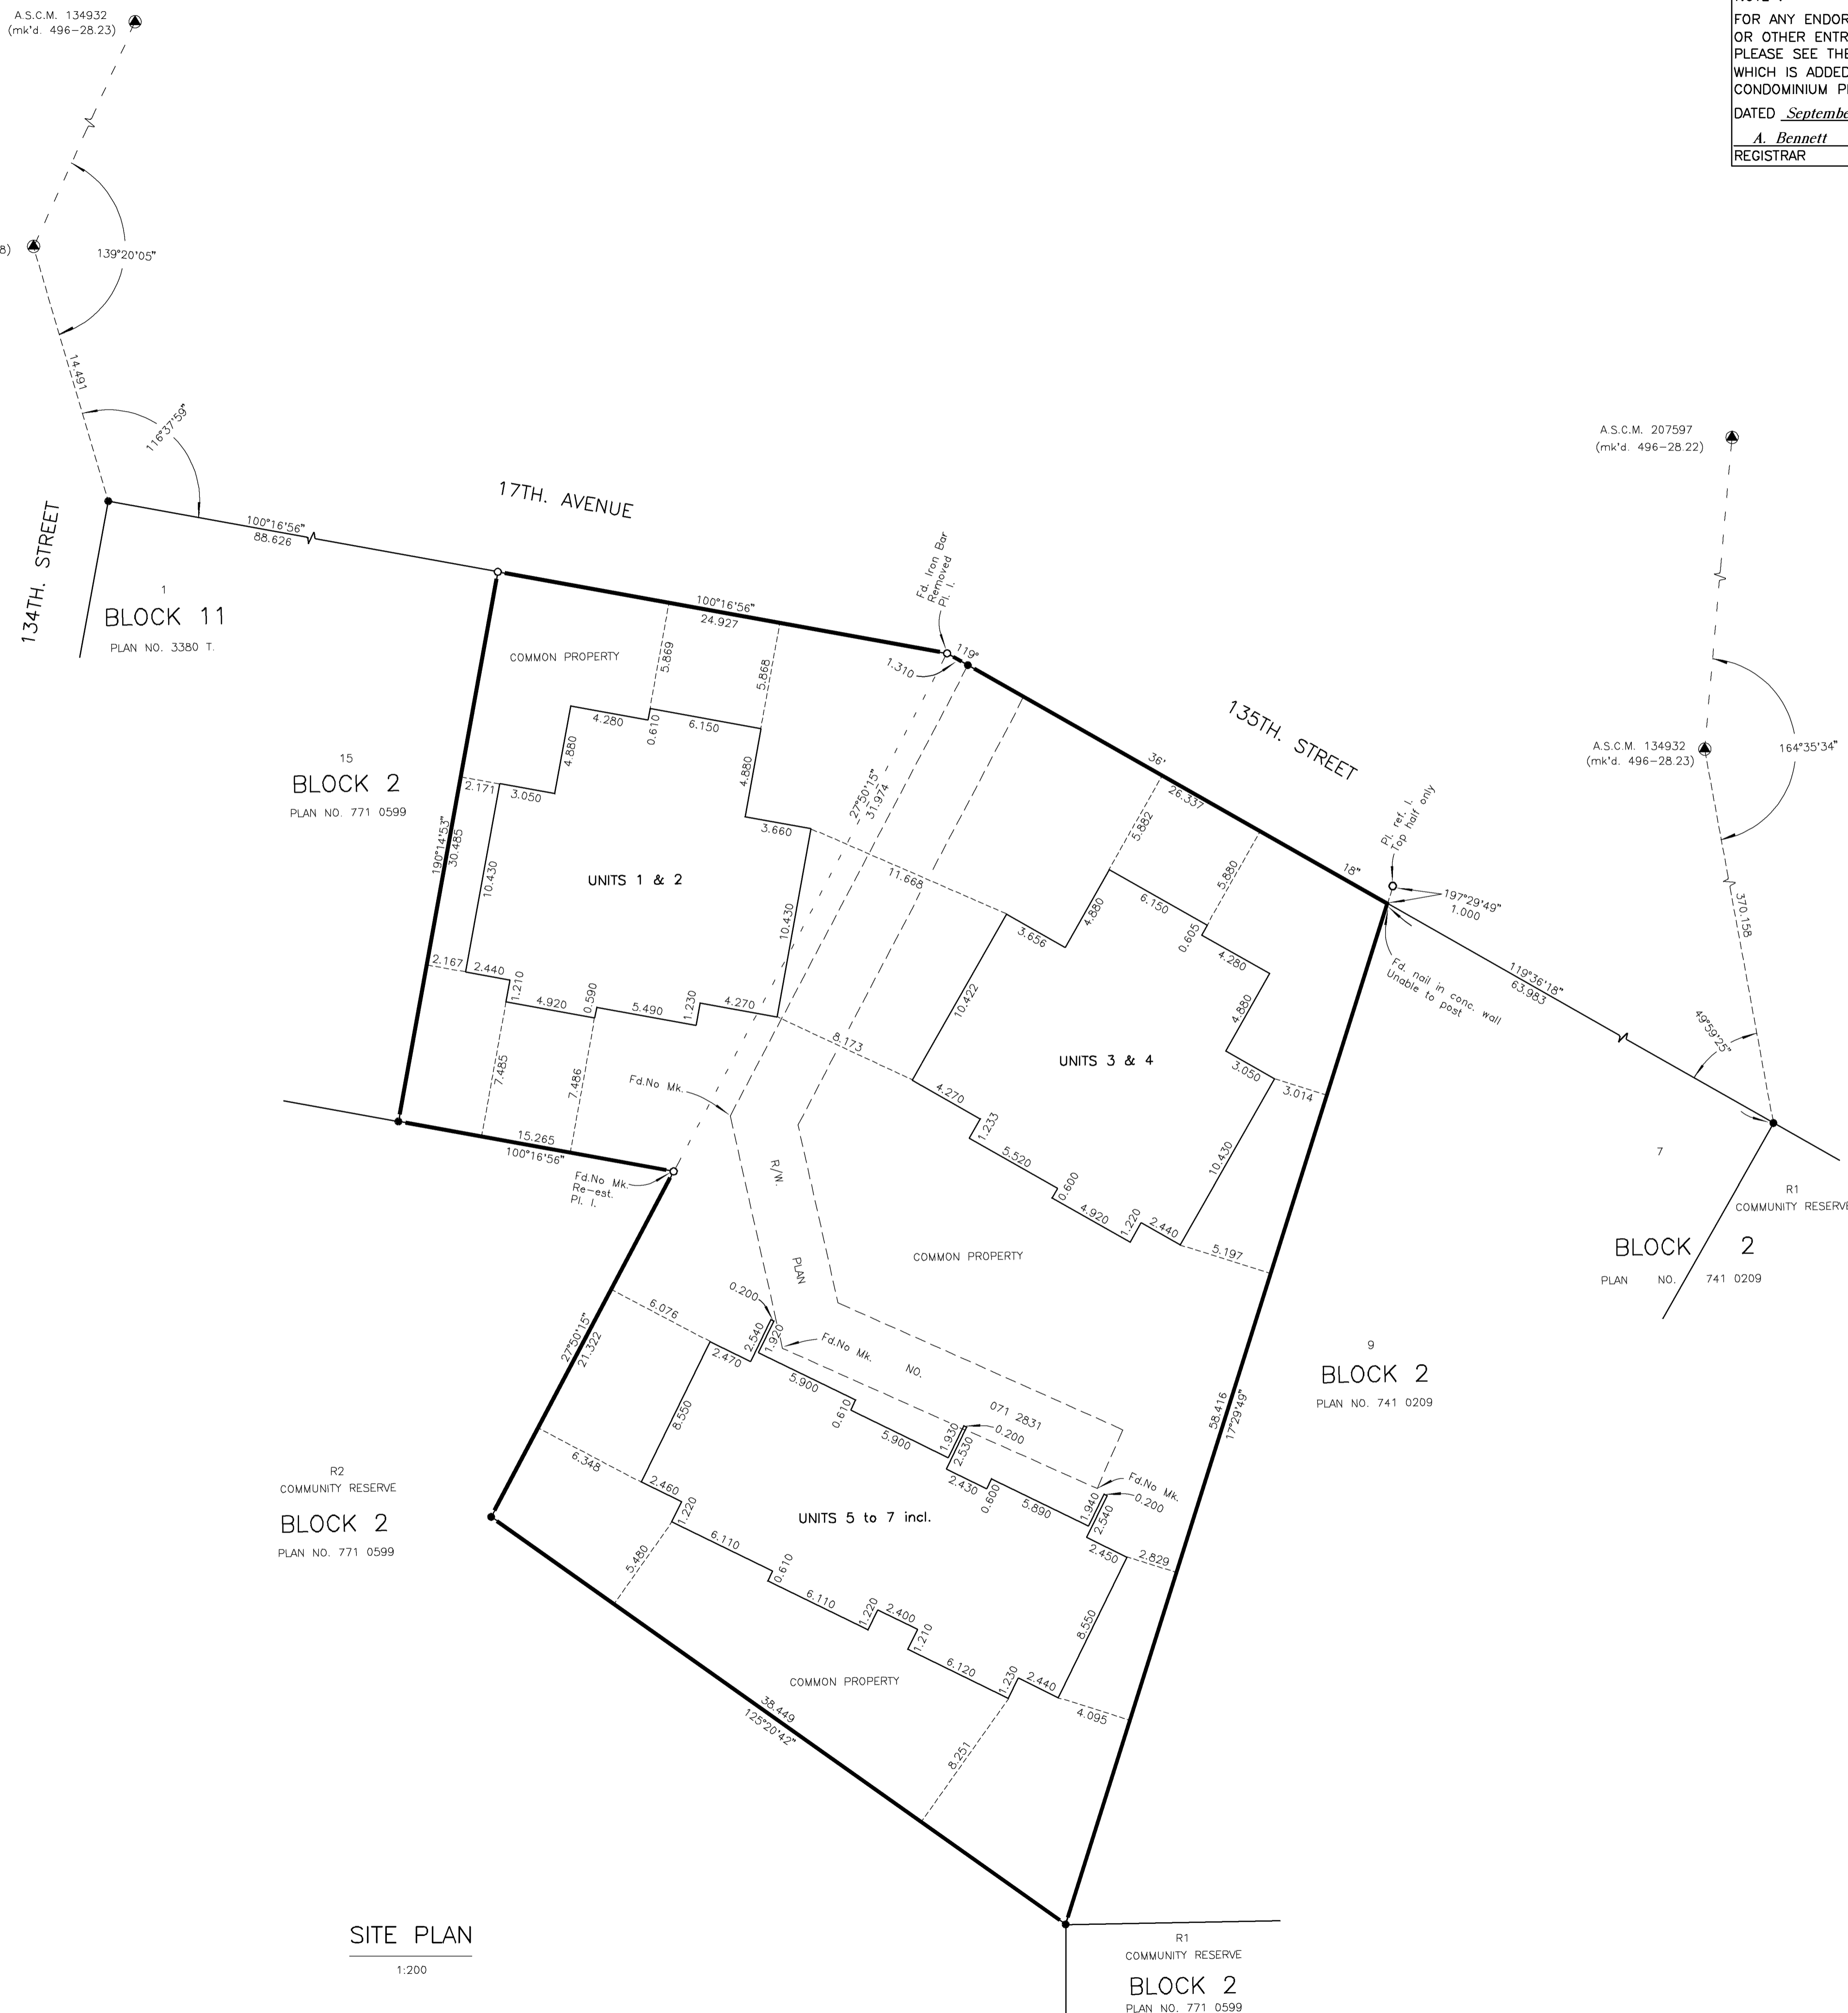 A.S.C.M. 134932
(mk'd. 496-28.23)
NOTE :
FOR ANY
OR OTHER
PLEASE SEE
WHICH IS ADDED
CONDOMINIUM
DATED
A. Bennett
REGISTRAR
8)
139°20'05"
14.491
116°37'59"
134TH. STREET
100°16'56"
88.626
17TH. AVENUE
1
BLOCK 11
PLAN NO. 3380 T.
A.S.C.M. 207597
(mk'd. 496-28.22)
A.S.C.M. 134932
(mk'd. 496-28.23)
164°35'34"
370.158
Fd. Iron Bar
Removed
Pl. I.
100°16'56"
24.927
119°
1.310
135TH. STREET
36'
26.337
18"
Pl. ref. I.
Top half only
197°29'49"
1.000
Fd. nail in conc. wall
Unable to post
119°36'18"
63.983
49°59'25"
COMMON PROPERTY
5.869
5.868
4.280
0.610
6.150
4.880
4.880
15
BLOCK 2
PLAN NO. 771 0599
2.171
3.050
3.660
190°14'53"
30.485
10.430
UNITS 1 & 2
10.430
27°50'15"
31.974
11.668
5.882
5.880
4.880
6.150
0.605
3.656
4.280
4.880
10.422
2.167
2.440
1.210
4.920
0.590
5.490
1.230
4.270
8.173
UNITS 3 & 4
3.050
3.014
7.485
7.486
Fd.No Mk.
4.270
1.233
5.520
0.600
4.920
1.220
2.440
10.430
5.197
15.265
100°16'56"
Fd.No Mk.
Re-est.
Pl. I.
R/W.
PLAN
NO.
071 2831
COMMON PROPERTY
7
R1
COMMUNITY RESERVE
BLOCK 2
PLAN NO. 741 0209
9
BLOCK 2
PLAN NO. 741 0209
6.076
0.200
2.540
1.920
2.470
Fd.No Mk.
27°50'15"
21.322
5.900
0.610
5.900
1.930
2.530
0.200
8.550
58.416
17°29'49"
6.348
2.460
1.220
2.430
0.600
5.890
1.940
2.540
Fd.No Mk.
0.200
R2
COMMUNITY RESERVE
BLOCK 2
PLAN NO. 771 0599
UNITS 5 to 7 incl.
2.450
2.829
5.480
6.110
0.610
6.110
1.220
2.400
1.210
6.120
1.230
2.440
8.550
4.095
COMMON PROPERTY
38.449
125°20'42"
8.251
SITE PLAN
1:200
R1
COMMUNITY RESERVE
BLOCK 2
PLAN NO. 771 0599